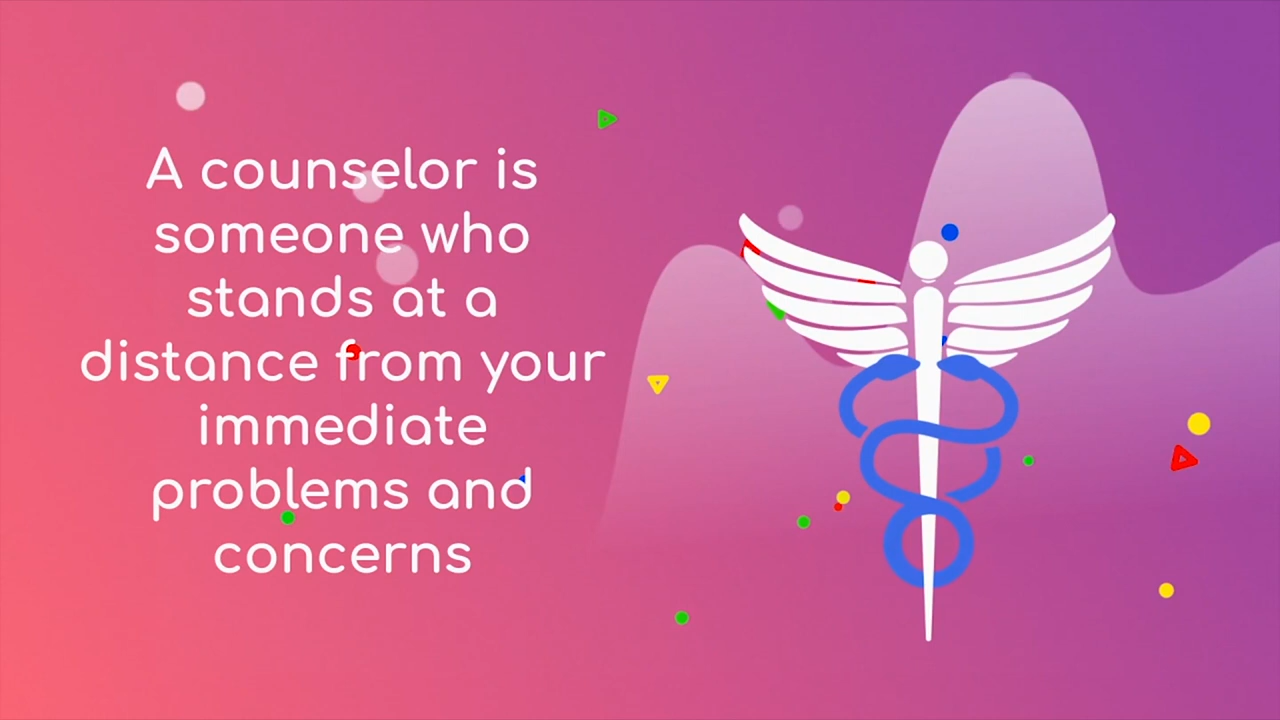 A counselor is
someone who
stands at a
distance from your
immediate
problems and
concerns